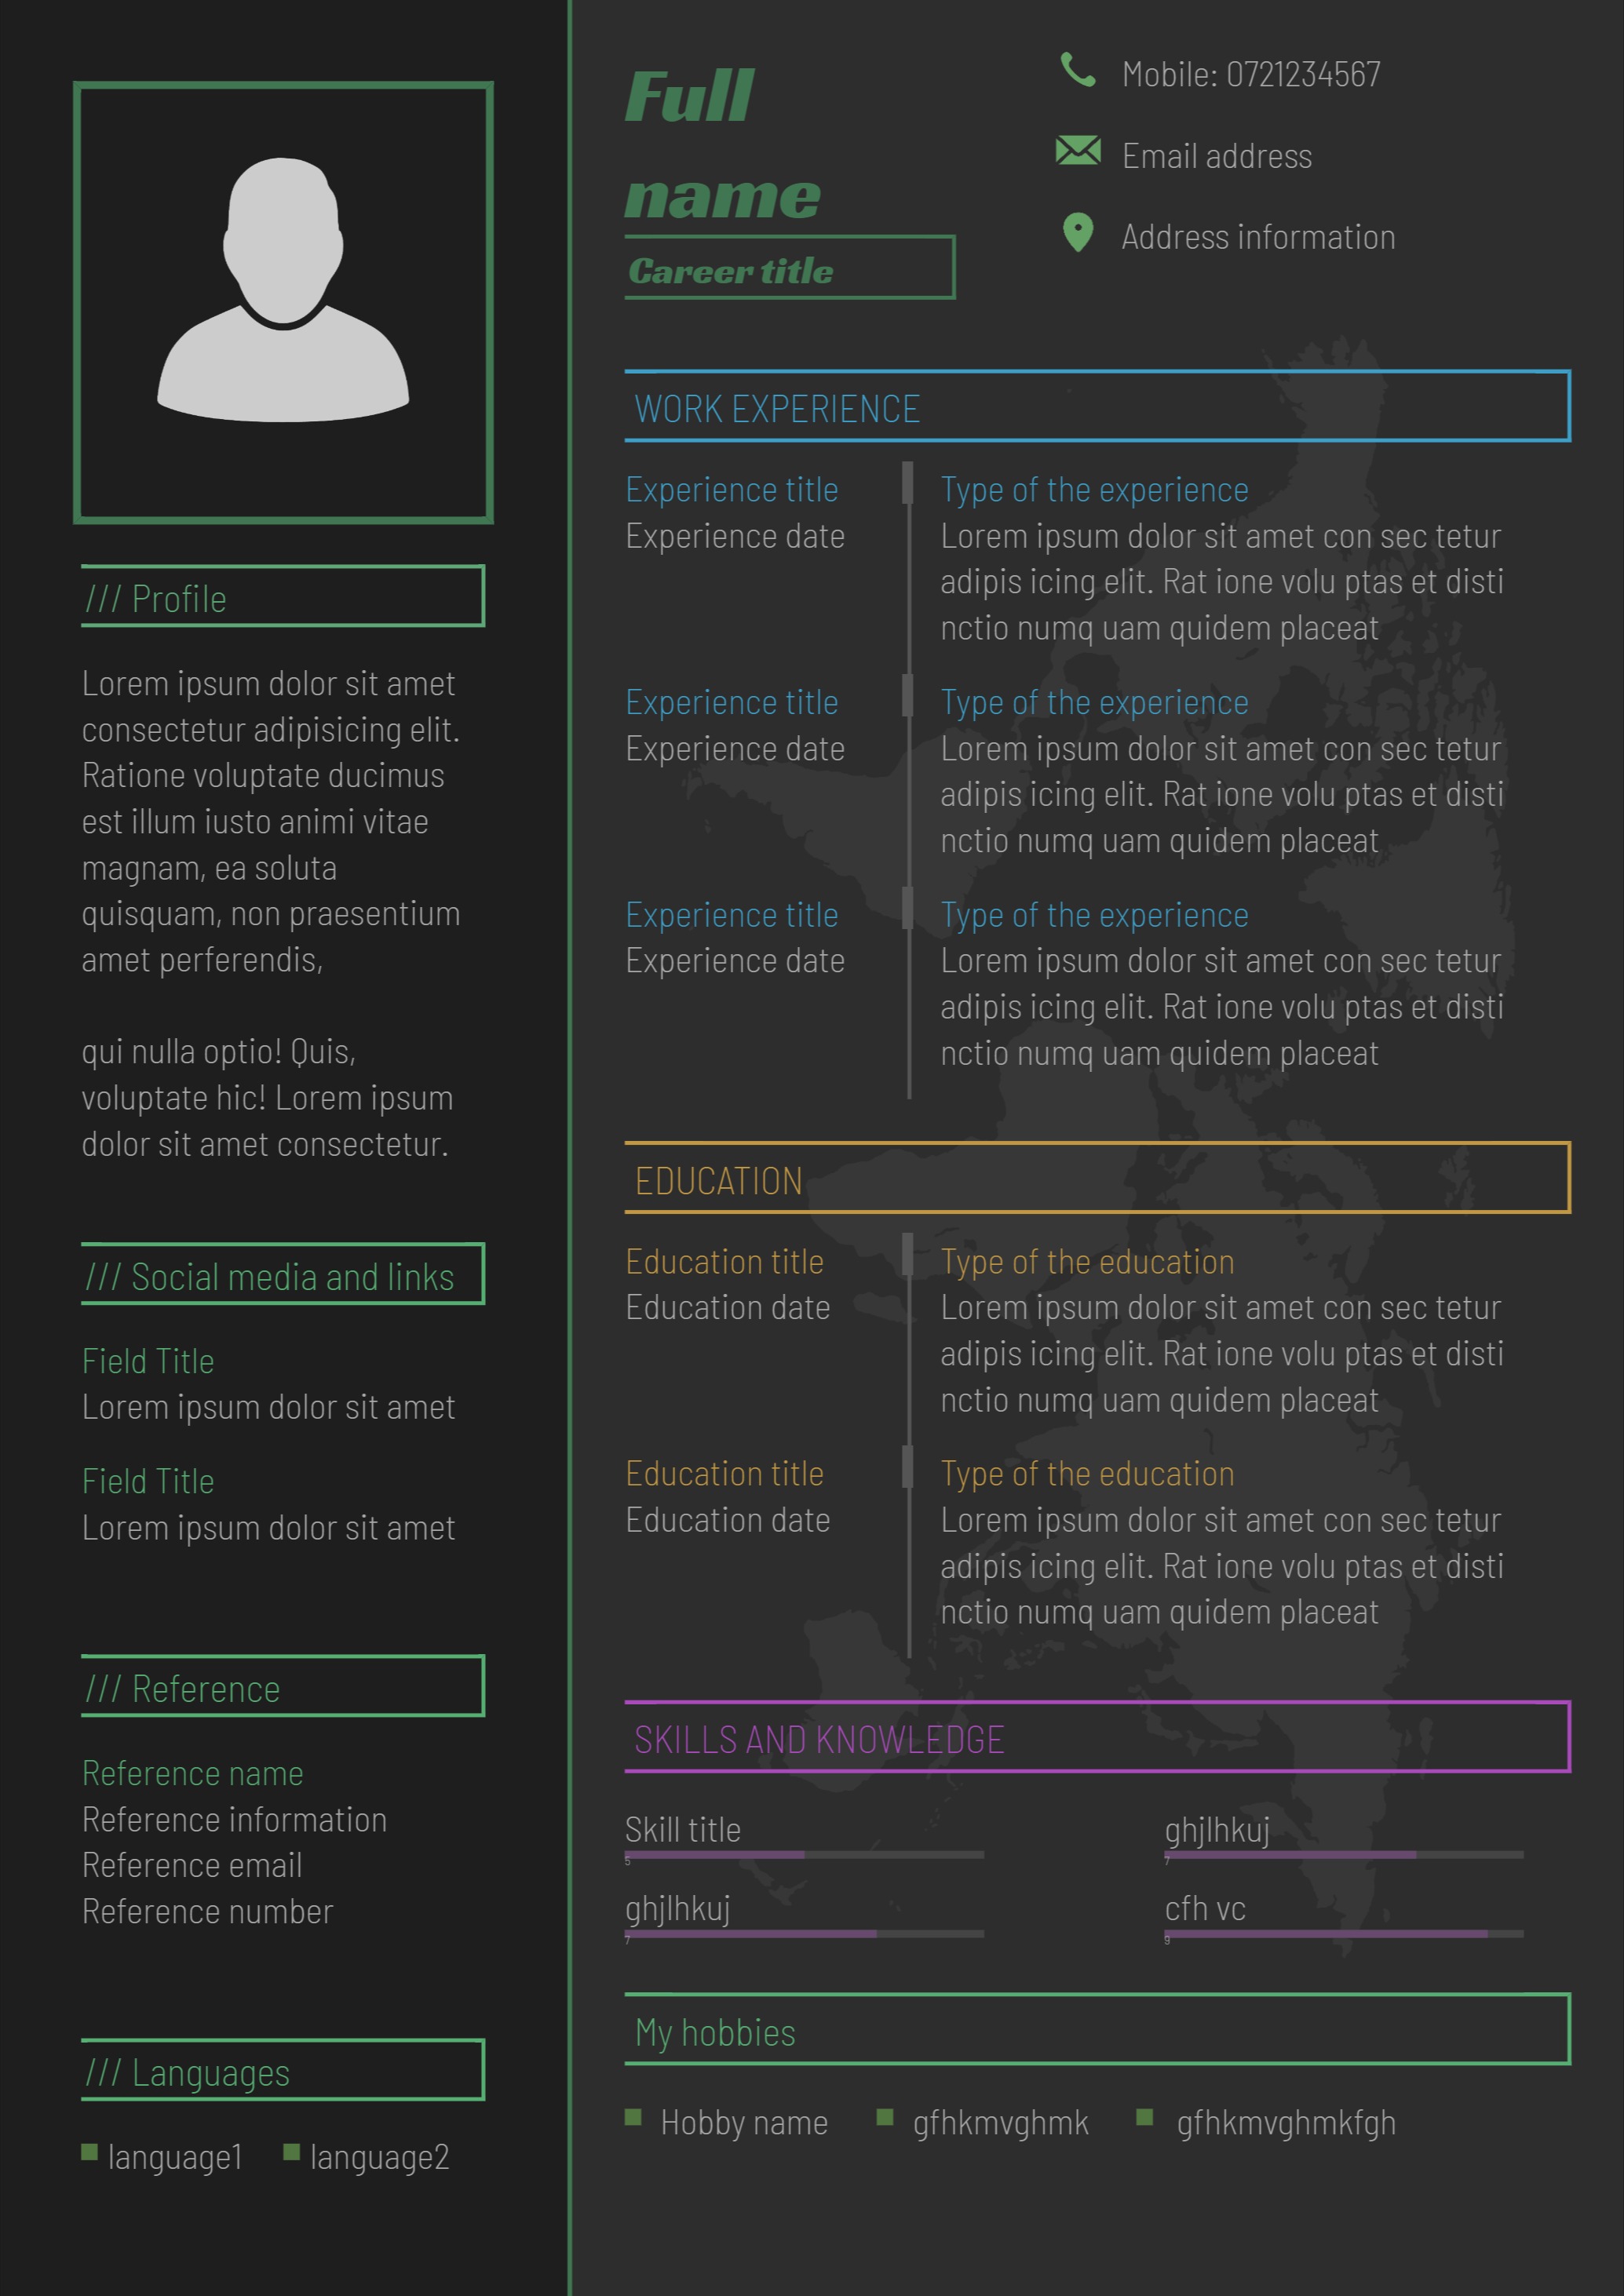 /// Profile
Lorem ipsum dolor sit amet
consectetur adipisicing elit.
Ratione voluptate ducimus
est illum iusto animi vitae
magnam, ea soluta
quisquam, non praesentium
amet perferendis,
qui nulla optio! Quis,
voluptate hic! Lorem ipsum
dolor sit amet consectetur.
/// Social media and links
Field Title
Lorem ipsum dolor sit amet
Field Title
Lorem ipsum dolor sit amet
/// Reference
Reference name
Reference information
Reference email
Reference number
/// Languages
language1 language2
Full
name
Career title
Mobile: 0721234567
Email address
Address information
WORK EXPERIENCE
Experience title
Experience date
Type of the experience
Lorem ipsum dolor sit amet con sec tetur
adipis icing elit. Rat ione volu ptas et disti
nctio numq uam quidem placeat
Experience title
Experience date
Type of the experience
Lorem ipsum dolor sit amet con sec tetur
adipis icing elit. Rat ione volu ptas et disti
nctio numq uam quidem placeat
Experience title
Experience date
Type of the experience
Lorem ipsum dolor sit amet con sec tetur
adipis icing elit. Rat ione volu ptas et disti
nctio numq uam quidem placeat
EDUCATION
Education title
Education date
Type of the education
Lorem ipsum dolor sit amet con sec tetur
adipis icing elit. Rat ione volu ptas et disti
nctio numq uam quidem placeat
Education title
Education date
Type of the education
Lorem ipsum dolor sit amet con sec tetur
adipis icing elit. Rat ione volu ptas et disti
nctio numq uam quidem placeat
SKILLS AND KNOWLEDGE
Skill title
5
ghjlhkuj
7
ghjlhkuj
7
cfh vc
9
My hobbies
Hobby name gfhkmvghmk gfhkmvghmkfgh